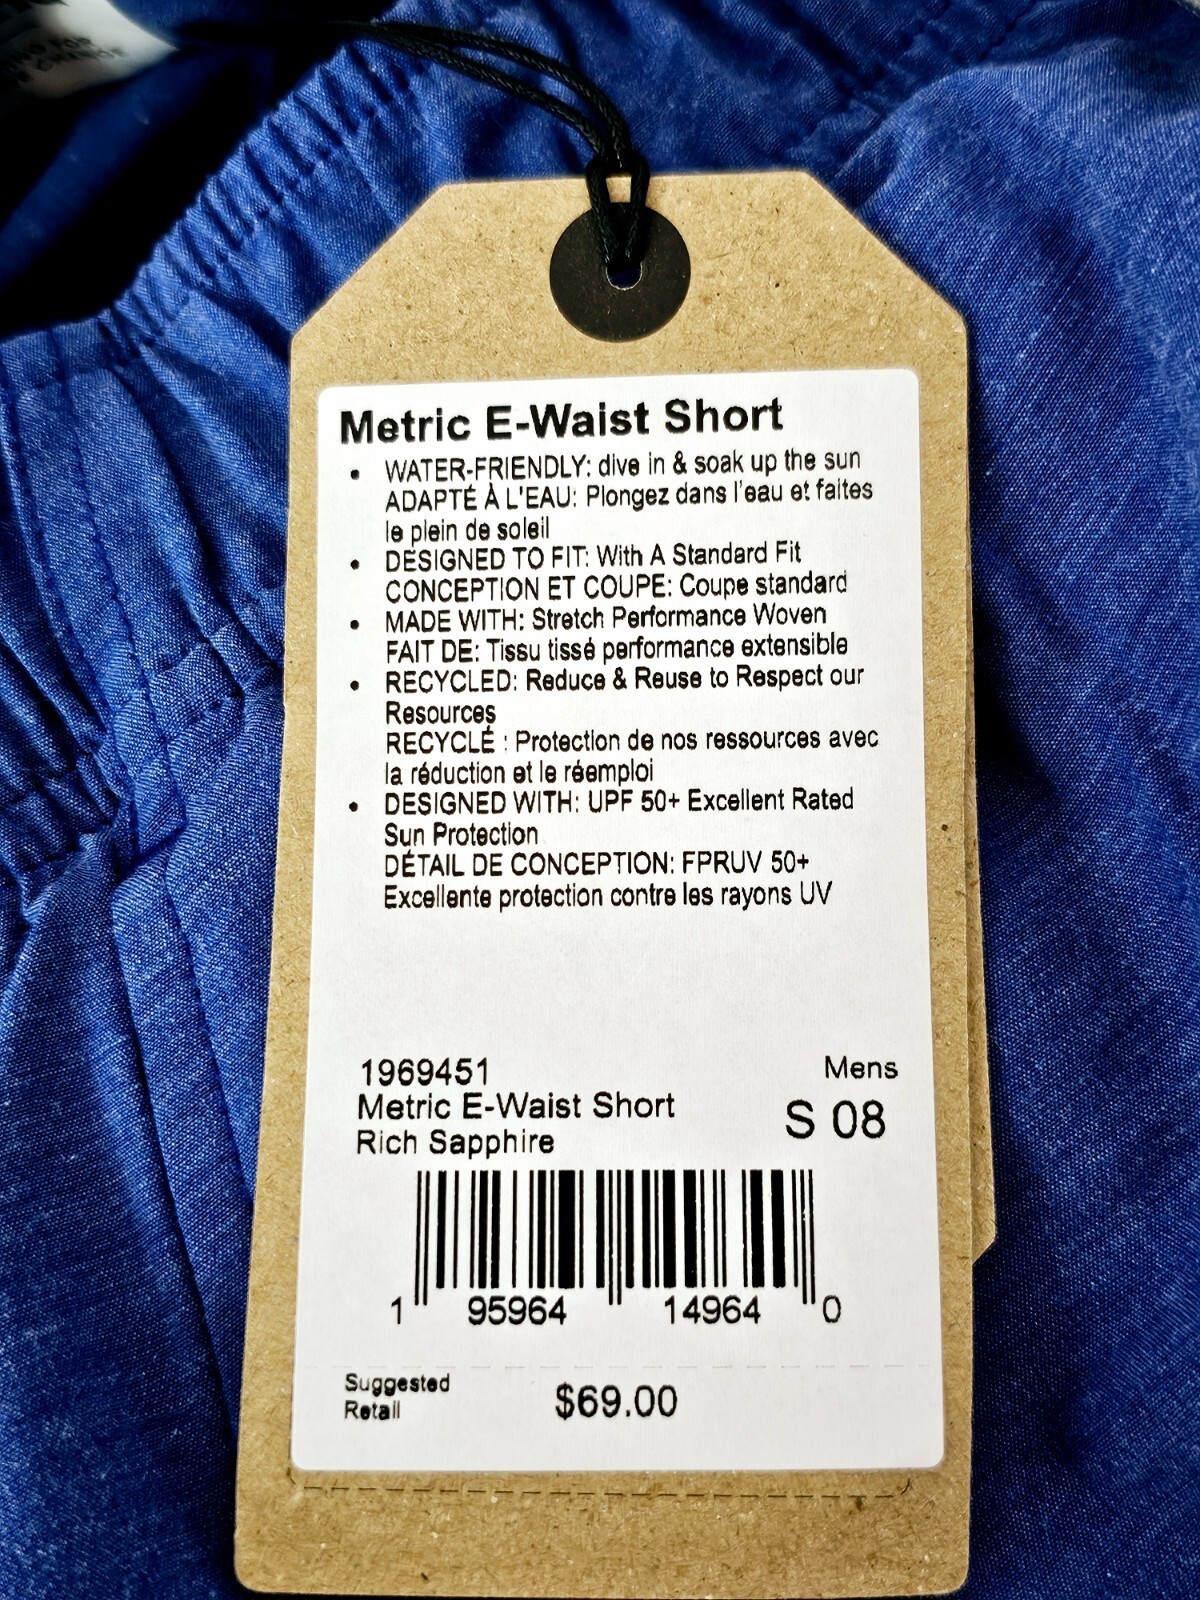 Metric E-Waist Short
• WATER-FRIENDLY: dive in & soak up the sun
ADAPTÉ À L'EAU: Plongez dans l'eau et faites
le plein de soleil
• DESIGNED TO FIT: With A Standard Fit
CONCEPTION ET COUPE: Coupe standard
• MADE WITH: Stretch Performance Woven
FAIT DE: Tissu tissé performance extensible
• RECYCLED: Reduce & Reuse to Respect our
Resources
RECYCLÉ : Protection de nos ressources avec
la réduction et le réemploi
• DESIGNED WITH: UPF 50+ Excellent Rated
Sun Protection
DÉTAIL DE CONCEPTION: FPRUV 50+
Excellente protection contre les rayons UV
1969451 Mens
Metric E-Waist Short S 08
Rich Sapphire
1 95964 14964 0
Suggested
Retail $69.00